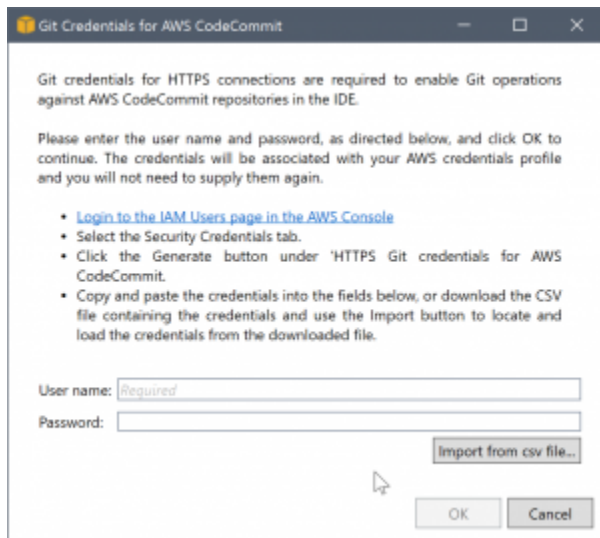 Git Credentials for AWS CodeCommit
Git credentials for HTTPS connections are required to enable Git operations
against AWS CodeCommit repositories in the IDE.
Please enter the user name and password, as directed below, and click OK to
continue. The credentials will be associated with your AWS credentials profile
and you will not need to supply them again.
• Login to the IAM Users page in the AWS Console
• Select the Security Credentials tab.
• Click the Generate button under 'HTTPS Git credentials for AWS
CodeCommit.
• Copy and paste the credentials into the fields below, or download the CSV
file containing the credentials and use the Import button to locate and
load the credentials from the downloaded file.
User name: Required
Password:
Import from csv file...
OK Cancel